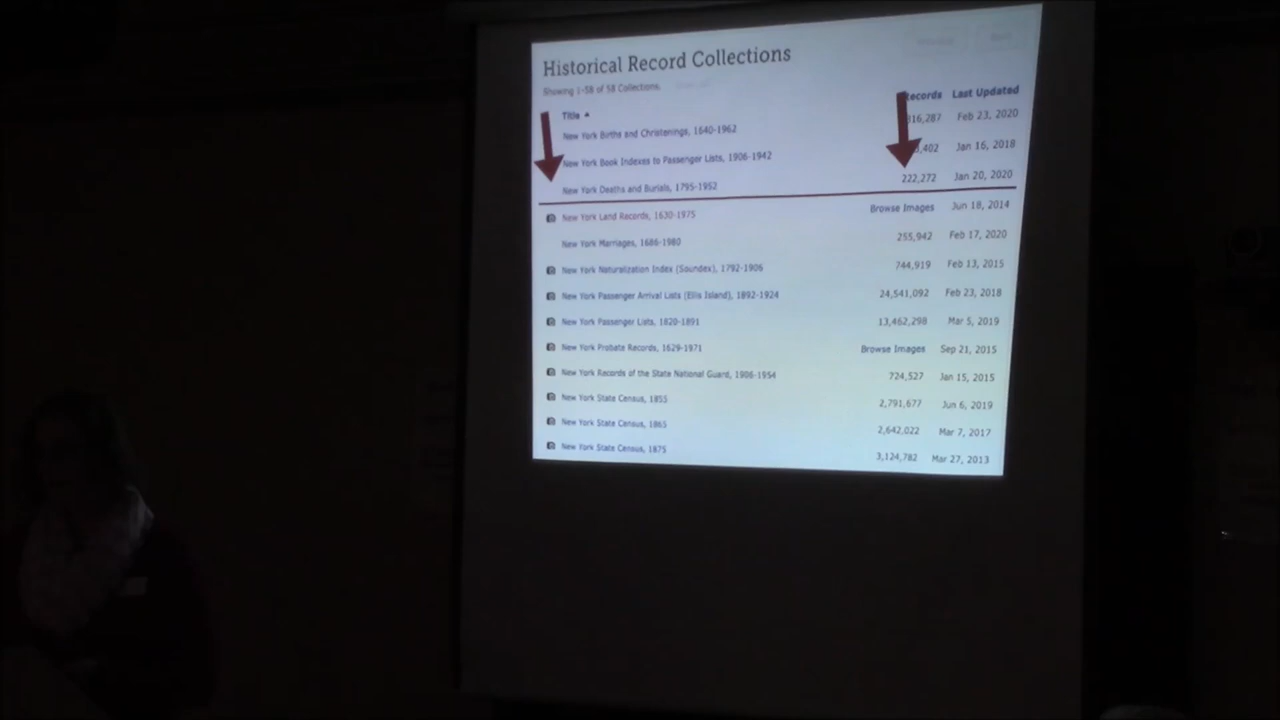 Historical Record Collections
Showing 1-58 of 58 Collections
Title Records Last Updated
New York Births and Christenings, 1640-1962 Feb 23, 2020
New York Book Indexes to Passenger Lists, 1906-1942 Jan 16, 2018
New York Deaths and Burials, 1795-1952 222,272 Jan 20, 2020
New York Land Records, 1630-1975 Browse Images Jun 18, 2014
New York Marriages, 1686-1980 255,942 Feb 17, 2020
New York Naturalization Index (Soundex), 1792-1906 744,919 Feb 13, 2015
New York Passenger Arrival Lists (Ellis Island), 1892-1924 24,541,092 Feb 23, 2018
New York Passenger Lists, 1820-1891 13,462,298 Mar 5, 2019
New York Probate Records, 1629-1971 Browse Images Sep 21, 2015
New York Records of the State National Guard, 1906-1954 724,527 Jan 15, 2015
New York State Census, 1855 2,791,677 Jun 6, 2019
New York State Census, 1865 2,642,022 Mar 7, 2017
New York State Census, 1875 3,124,782 Mar 27, 2013